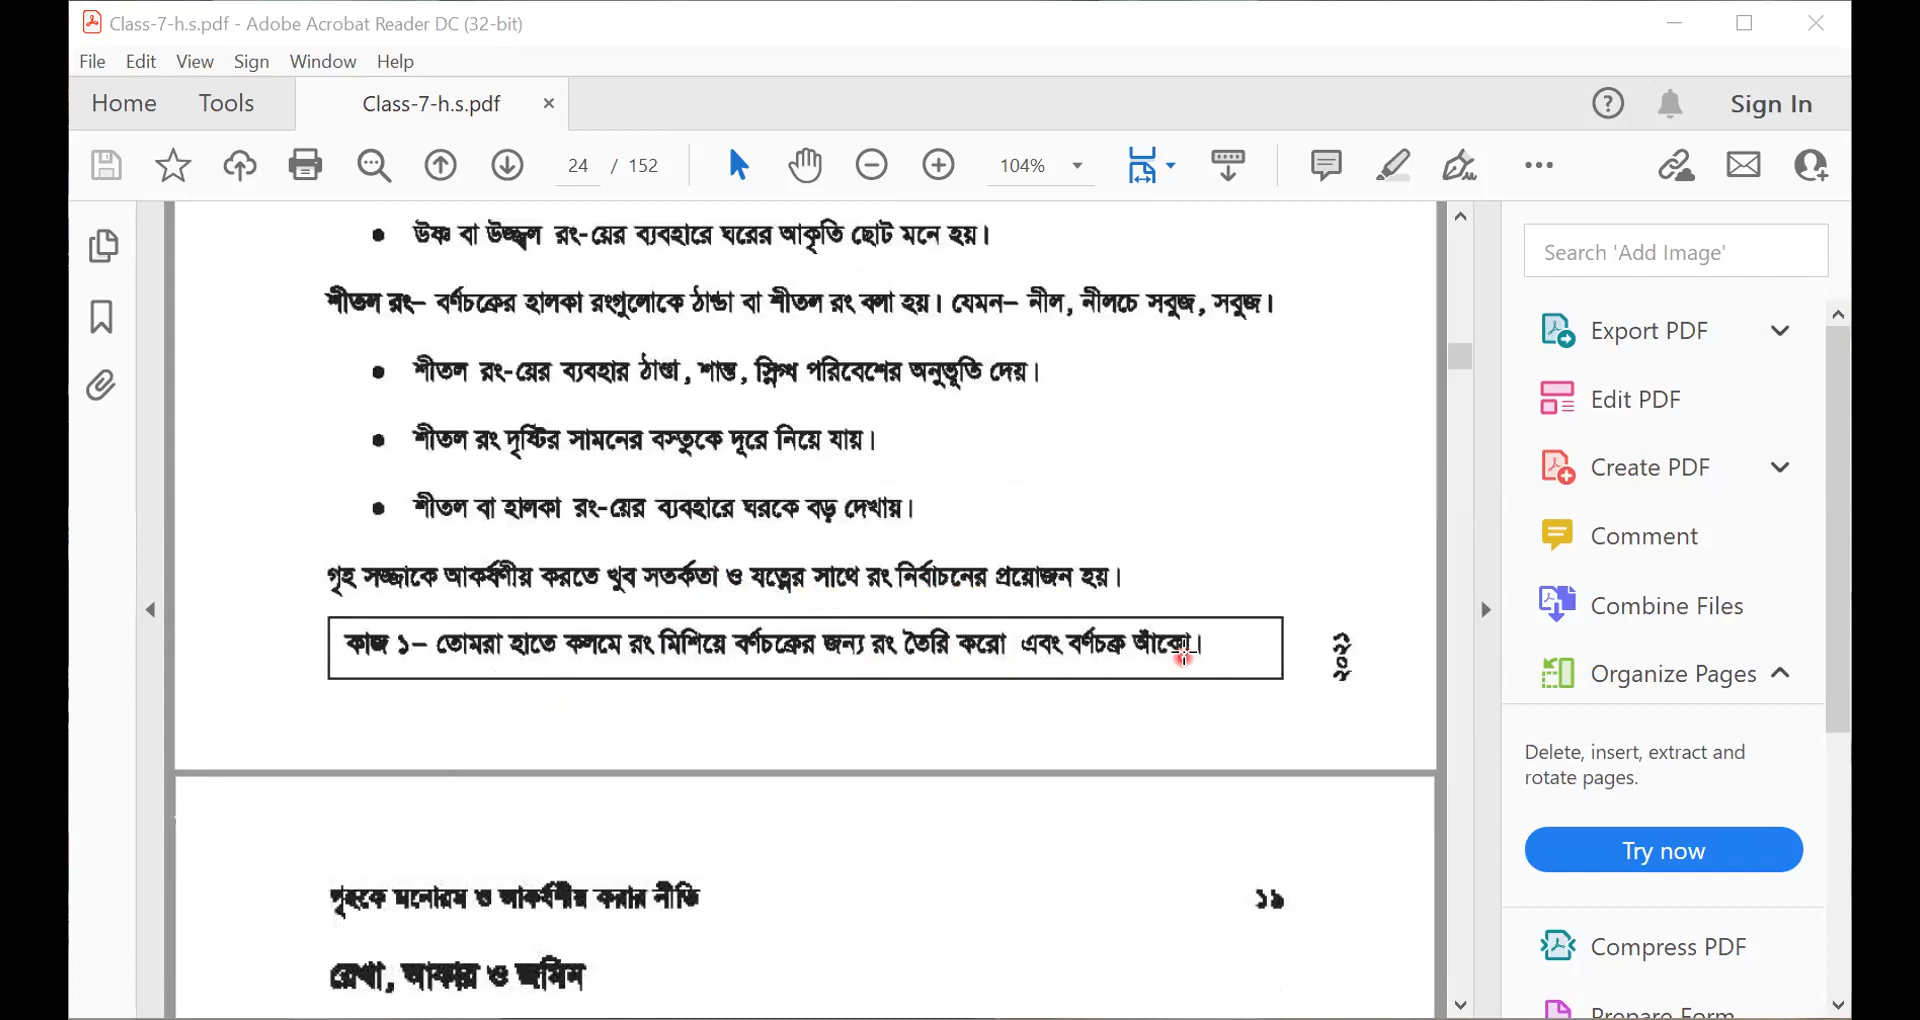 Class-7-h.s.pdf - Adobe Acrobat Reader DC (32-bit)
File Edit View Sign Window Help
Home Tools Class-7-h.s.pdf × Sign In
24 / 152 104%
উষ্ণ বা উজ্জ্বল রং-য়ের ব্যবহারে ঘরের আকৃতি ছোট মনে হয়।
শীতল রং– বর্ণচক্রের হালকা রংগুলোকে ঠান্ডা বা শীতল রং বলা হয়। যেমন– নীল, নীলচে সবুজ, সবুজ।
শীতল রং-য়ের ব্যবহার ঠাণ্ডা, শান্ত, স্নিগ্ধ পরিবেশের অনুভূতি দেয়।
শীতল রং দৃষ্টির সামনের বস্তুকে দূরে নিয়ে যায়।
শীতল বা হালকা রং-য়ের ব্যবহারে ঘরকে বড় দেখায়।
গৃহ সজ্জাকে আকর্ষণীয় করতে খুব সতর্কতা ও যত্নের সাথে রং নির্বাচনের প্রয়োজন হয়।
কাজ ১– তোমরা হাতে কলমে রং মিশিয়ে বর্ণচক্রের জন্য রং তৈরি করো এবং বর্ণচক্র আঁকো।
২০২১
গৃহকে মনোরম ও আকর্ষণীয় করার নীতি ১৯
রেখা, আকার ও জমিন
Search 'Add Image'
Export PDF
Edit PDF
Create PDF
Comment
Combine Files
Organize Pages
Delete, insert, extract and
rotate pages.
Try now
Compress PDF
Prepare Form